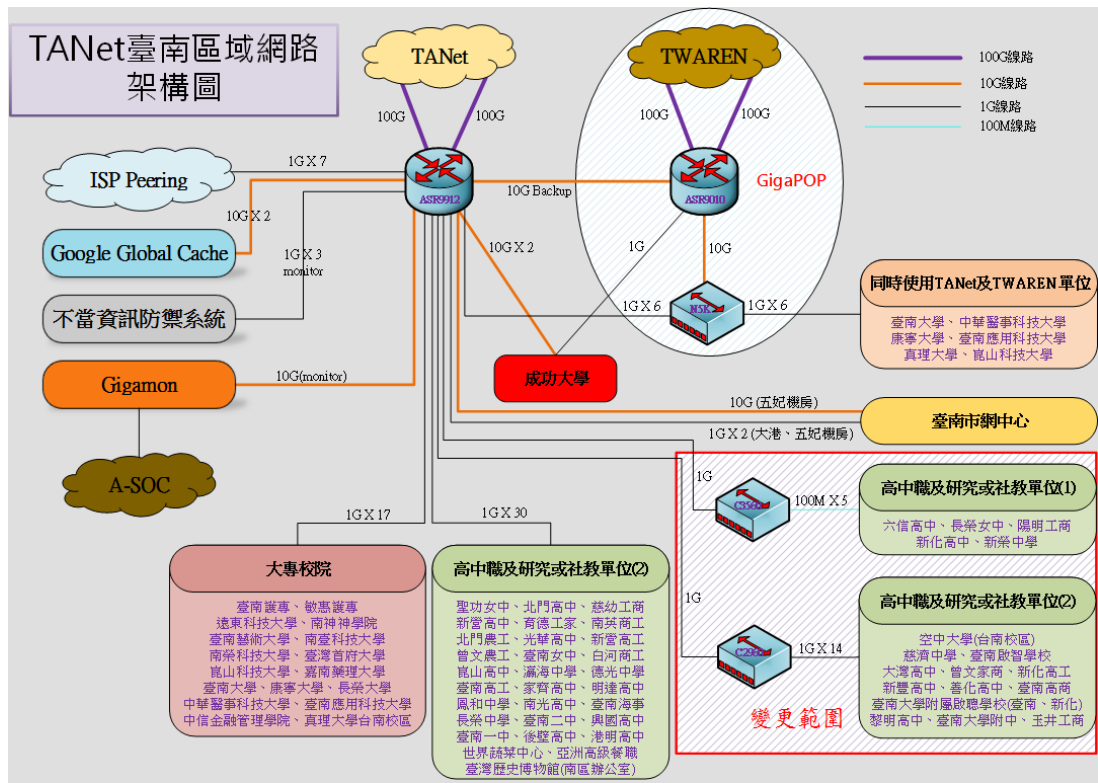 TANet臺南區域網路
架構圖
TANet
TWAREN
100G線路
10G線路
1G線路
100M線路
100G
100G
100G
100G
ISP Peering
1G X 7
ASR9912
10G Backup
ASR9010
GigaPOP
Google Global Cache
10G X 2
1G X 3
monitor
10G X 2
1G
10G
不當資訊防禦系統
1G X 6
N5K
1G X 6
同時使用TANet及TWAREN單位
臺南大學、中華醫事科技大學
康寧大學、臺南應用科技大學
真理大學、崑山科技大學
Gigamon
10G(monitor)
成功大學
10G (五妃機房)
臺南市網中心
1G X 2 (大港、五妃機房)
A-SOC
1G
100M X 5
高中職及研究或社教單位(1)
六信高中、長榮女中、陽明工商
新化高中、新榮中學
1G X 17
1G X 30
大專校院
臺南護專、敏惠護專
遠東科技大學、南神神學院
臺南藝術大學、南臺科技大學
南榮科技大學、臺灣首府大學
崑山科技大學、嘉南藥理大學
臺南大學、康寧大學、長榮大學
中華醫事科技大學、臺南應用科技大學
中信金融管理學院、真理大學台南校區
高中職及研究或社教單位(2)
聖功女中、北門高中、慈幼工商
新營高中、育德工家、南英商工
北門農工、光華高中、新營高工
曾文農工、臺南女中、白河商工
崑山高中、瀛海中學、德光中學
臺南高工、家齊高中、明達高中
鳳和中學、南光高中、臺南海事
長榮中學、臺南二中、興國高中
臺南一中、後壁高中、港明高中
世界蔬菜中心、亞洲高級餐職
臺灣歷史博物館(南區辦公室)
1G
1G X 14
高中職及研究或社教單位(2)
空中大學(台南校區)
慈濟中學、臺南啟智學校
大灣高中、曾文家商、新化高工
新豐高中、善化高中、臺南高商
臺南大學附屬啟聰學校(臺南、新化)
黎明高中、臺南大學附中、玉井工商
變更範圍